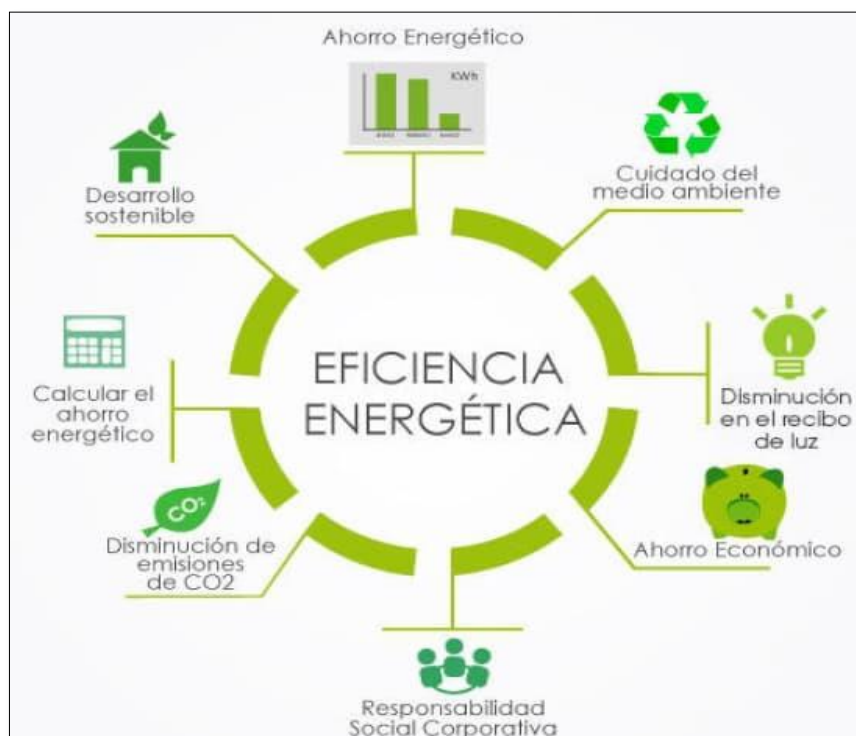 Ahorro Energético
KWh
Cuidado del
medio ambiente
Desarrollo
sostenible
EFICIENCIA
ENERGÉTICA
Disminución
en el recibo
de luz
Calcular el
ahorro
energético
CO2
Disminución de
emisiones
de CO2
Ahorro Económico
Responsabilidad
Social Corporativa